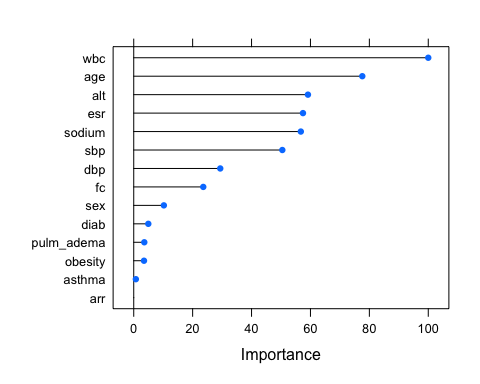 wbc
age
alt
esr
sodium
sbp
dbp
fc
sex
diab
pulm_adema
obesity
asthma
arr
0 20 40 60 80 100
Importance